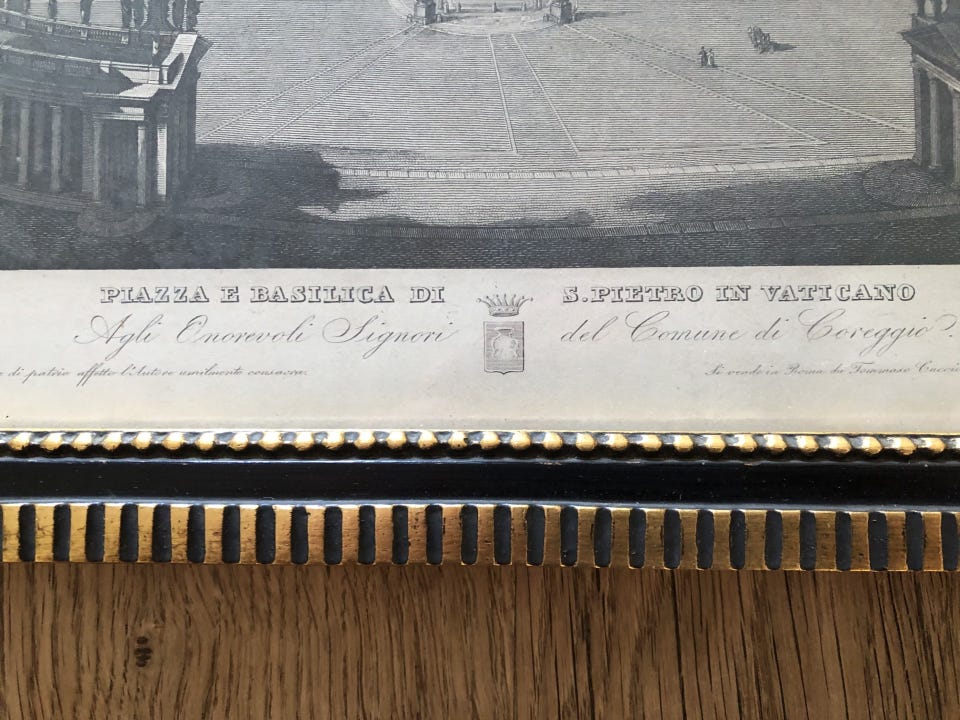 PIAZZA E BASILICA DI S. PIETRO IN VATICANO
Agli Onorevoli Signori del Comune di Coreggio
di patrio affetto l'Autore umilmente consacra. Si vende in Roma da Tommaso